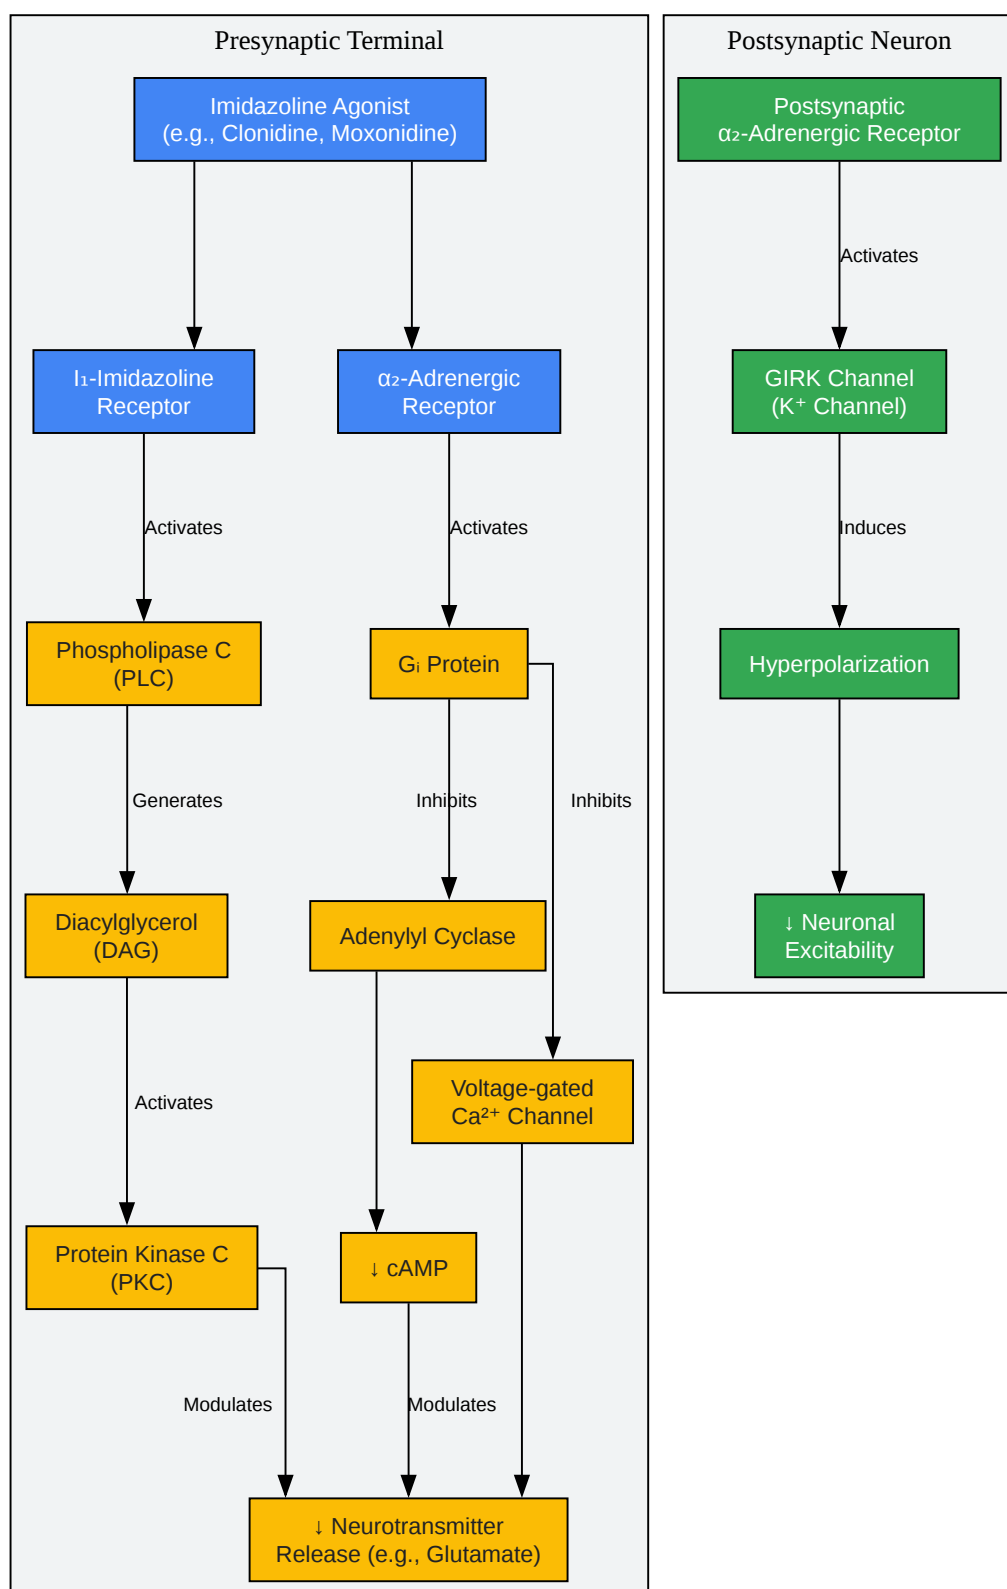 Presynaptic Terminal
Imidazoline Agonist
(e.g., Clonidine, Moxonidine)
I₁-Imidazoline
Receptor
α₂-Adrenergic
Receptor
Activates
Activates
Phospholipase C
(PLC)
Gᵢ Protein
Generates
Inhibits
Inhibits
Diacylglycerol
(DAG)
Adenylyl Cyclase
Activates
Voltage-gated
Ca²⁺ Channel
Protein Kinase C
(PKC)
↓ cAMP
Modulates
Modulates
↓ Neurotransmitter
Release (e.g., Glutamate)
Postsynaptic Neuron
Postsynaptic
α₂-Adrenergic Receptor
Activates
GIRK Channel
(K⁺ Channel)
Induces
Hyperpolarization
↓ Neuronal
Excitability